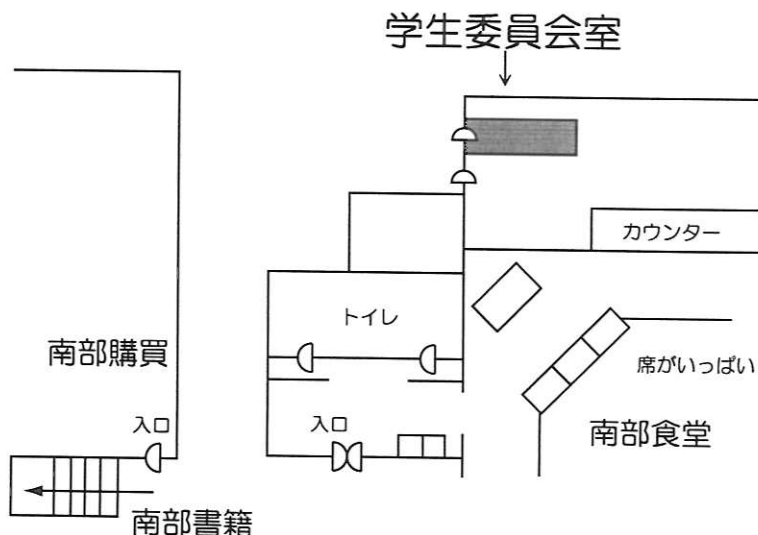 学生委員会室
カウンター
トイレ
南部購買
席がいっぱい
入口
入口
南部食堂
南部書籍